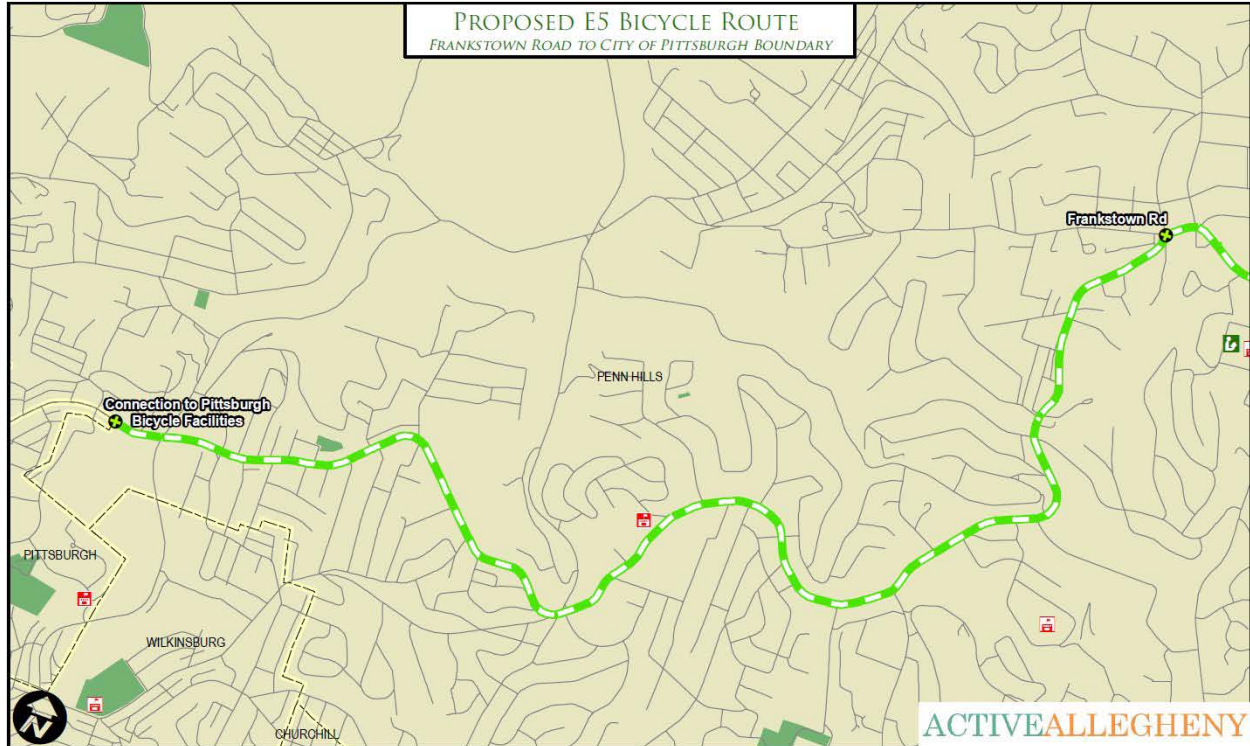 PROPOSED E5 BICYCLE ROUTE
FRANKSTOWN ROAD TO CITY OF PITTSBURGH BOUNDARY
Frankstown Rd
PENN HILLS
Connection to Pittsburgh
Bicycle Facilities
PITTSBURGH
WILKINSBURG
N
CHURCHILL
ACTIVEALLEGHENY